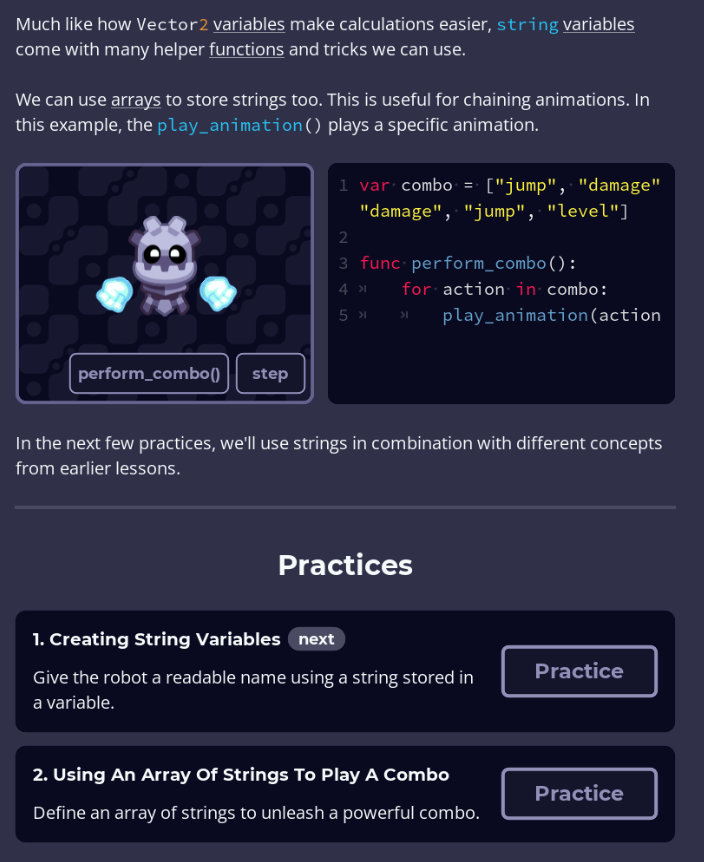 Much like how Vector2 variables make calculations easier, string variables
come with many helper functions and tricks we can use.
We can use arrays to store strings too. This is useful for chaining animations. In
this example, the play_animation() plays a specific animation.
perform_combo() step
1 var combo = ["jump", "damage"
"damage", "jump", "level"]
2
3 func perform_combo():
4 for action in combo:
5 play_animation(action
In the next few practices, we'll use strings in combination with different concepts
from earlier lessons.
Practices
1. Creating String Variables next
Give the robot a readable name using a string stored in
a variable.
Practice
2. Using An Array Of Strings To Play A Combo
Define an array of strings to unleash a powerful combo.
Practice